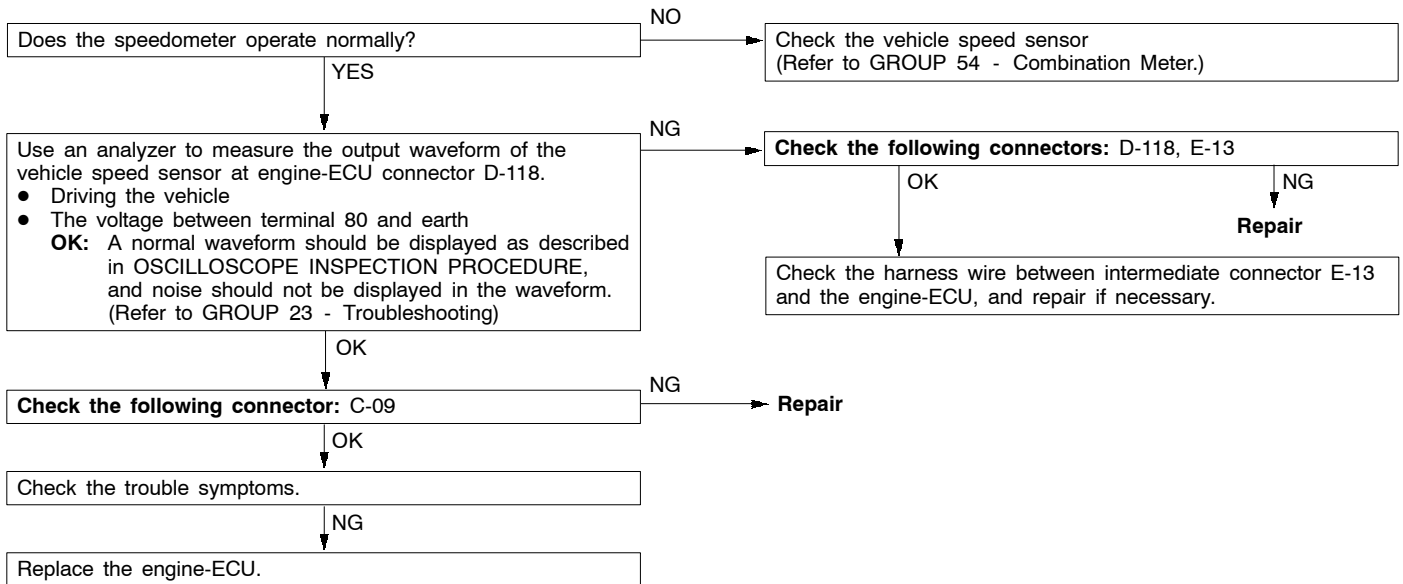 Does the speedometer operate normally?
NO
Check the vehicle speed sensor
(Refer to GROUP 54 - Combination Meter.)
YES
Use an analyzer to measure the output waveform of the
vehicle speed sensor at engine-ECU connector D-118.
● Driving the vehicle
● The voltage between terminal 80 and earth
OK: A normal waveform should be displayed as described
in OSCILLOSCOPE INSPECTION PROCEDURE,
and noise should not be displayed in the waveform.
(Refer to GROUP 23 - Troubleshooting)
NG
Check the following connectors: D-118, E-13
OK
NG
Repair
Check the harness wire between intermediate connector E-13
and the engine-ECU, and repair if necessary.
OK
Check the following connector: C-09
NG
Repair
OK
Check the trouble symptoms.
NG
Replace the engine-ECU.